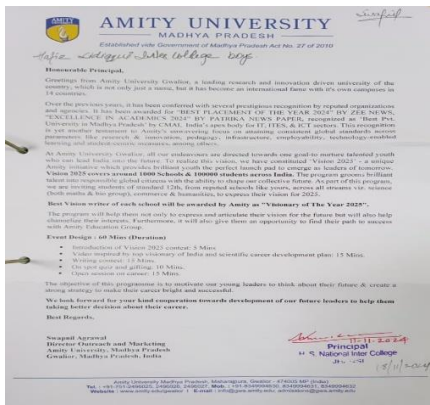 AMITY UNIVERSITY
MADHYA PRADESH
Established vide Government of Madhya Pradesh Act No. 27 of 2010
Inter College boys
Honourable Principal,
Greetings from Amity University Gwalior, a leading research and innovation driven university of the
country, which is not only just a name, but it has become an international fame with it's own campuses in
14 countries.
Over the previous years, it has been conferred with several prestigious recognition by reputed organizations
and agencies. It has been awarded for "BEST PLACEMENT OF THE YEAR 2024" BY ZEE NEWS,
"EXCELLENCE IN ACADEMICS 2024" BY PATRIKA NEWS PAPER, recognized as "Best Pvt.
University in Madhya Pradesh" by CMAI, India's apex body for IT, ITES, & ICT sectors. This recognition
is yet another testament to Amity's unwavering focus on attaining consistent global standards across
parameters like research & innovation, pedagogy, infrastructure, employability, technology-enabled
learning and student-centric measures, among others.
At Amity University Gwalior, all our endeavors are directed towards one goal-to nurture talented youth
who can lead India into the future. To realize this vision, we have constituted 'Vision 2025' - a unique
Amity initiative which provides brilliant youth the perfect launch pad to emerge as leaders of tomorrow.
Vision 2025 covers around 1000 Schools & 100000 students across India. The program grooms brilliant
talent into responsible global citizens with the ability to shape our collective future. As part of this program,
we are inviting students of standard 12th, from reputed schools like yours, across all streams viz. science
(both maths & bio group), commerce & humanities, to express their vision for 2025.
Best Vision writer of each school will be awarded by Amity as "Visionary of The Year 2025".
The program will help them not only to express and articulate their vision for the future but will also help
channelize their interests. Furthermore, it will also give them an opportunity to find their path to success
with Amity Education Group.
Event Design : 60 Mins (Duration)
• Introduction of Vision 2025 contest: 5 Mins
• Video inspired by top visionary of India and scientific career development plan: 15 Mins.
• Writing contest: 15 Mins.
• On spot quiz and gifting: 10 Mins.
• Open session on career: 15 Mins.
The objective of this programme is to motivate our young leaders to think about their future & create a
strong strategy to make their career bright and successful.
We look forward for your kind cooperation towards development of our future leaders to help them
taking better decision about their career.
Best Regards,
Swapnil Agrawal
Director Outreach and Marketing
Amity University, Madhya Pradesh
Gwalior, Madhya Pradesh, India
11-11-2024
Principal
H. S. National Inter College
Amity University Madhya Pradesh, Maharajpura, Gwalior - 474005 MP (India)